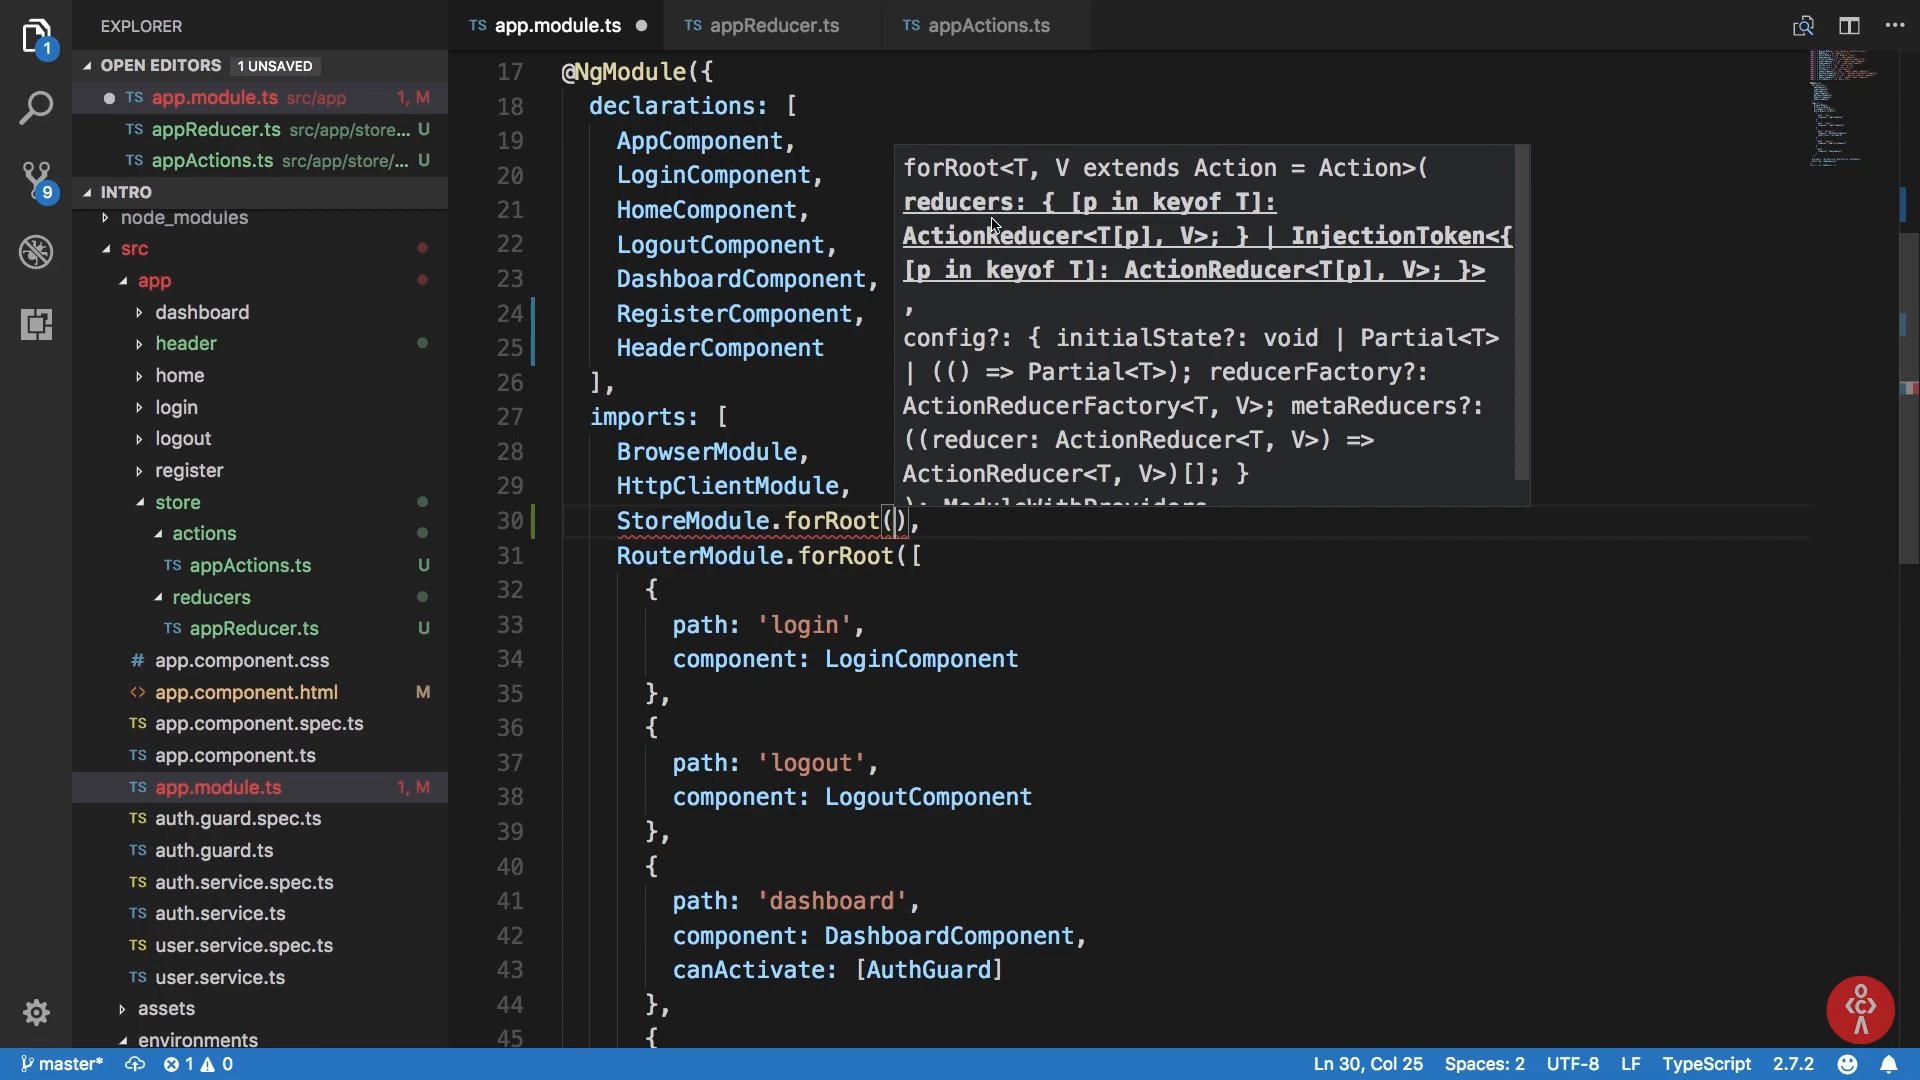 EXPLORER
TS app.module.ts
TS appReducer.ts
TS appActions.ts
1
9
OPEN EDITORS 1 UNSAVED
TS app.module.ts src/app 1, M
TS appReducer.ts src/app/store... U
TS appActions.ts src/app/store/... U
INTRO
node_modules
src
app
dashboard
header
home
login
logout
register
store
actions
TS appActions.ts U
reducers
TS appReducer.ts U
# app.component.css
<> app.component.html M
TS app.component.spec.ts
TS app.component.ts
TS app.module.ts 1, M
TS auth.guard.spec.ts
TS auth.guard.ts
TS auth.service.spec.ts
TS auth.service.ts
TS user.service.spec.ts
TS user.service.ts
assets
environments
17 @NgModule({
18 declarations: [
19 AppComponent,
20 LoginComponent,
21 HomeComponent,
22 LogoutComponent,
23 DashboardComponent,
24 RegisterComponent,
25 HeaderComponent
26 ],
27 imports: [
28 BrowserModule,
29 HttpClientModule,
30 StoreModule.forRoot(),
31 RouterModule.forRoot([
32 {
33 path: 'login',
34 component: LoginComponent
35 },
36 {
37 path: 'logout',
38 component: LogoutComponent
39 },
40 {
41 path: 'dashboard',
42 component: DashboardComponent,
43 canActivate: [AuthGuard]
44 },
45 {
forRoot<T, V extends Action = Action>(
reducers: { [p in keyof T]:
ActionReducer<T[p], V>; } | InjectionToken<{
[p in keyof T]: ActionReducer<T[p], V>; }>
,
config?: { initialState?: void | Partial<T>
| (() => Partial<T>); reducerFactory?:
ActionReducerFactory<T, V>; metaReducers?:
((reducer: ActionReducer<T, V>) =>
ActionReducer<T, V>)[]; }
): ModuleWithProviders
master* 1 0
Ln 30, Col 25 Spaces: 2 UTF-8 LF TypeScript 2.7.2